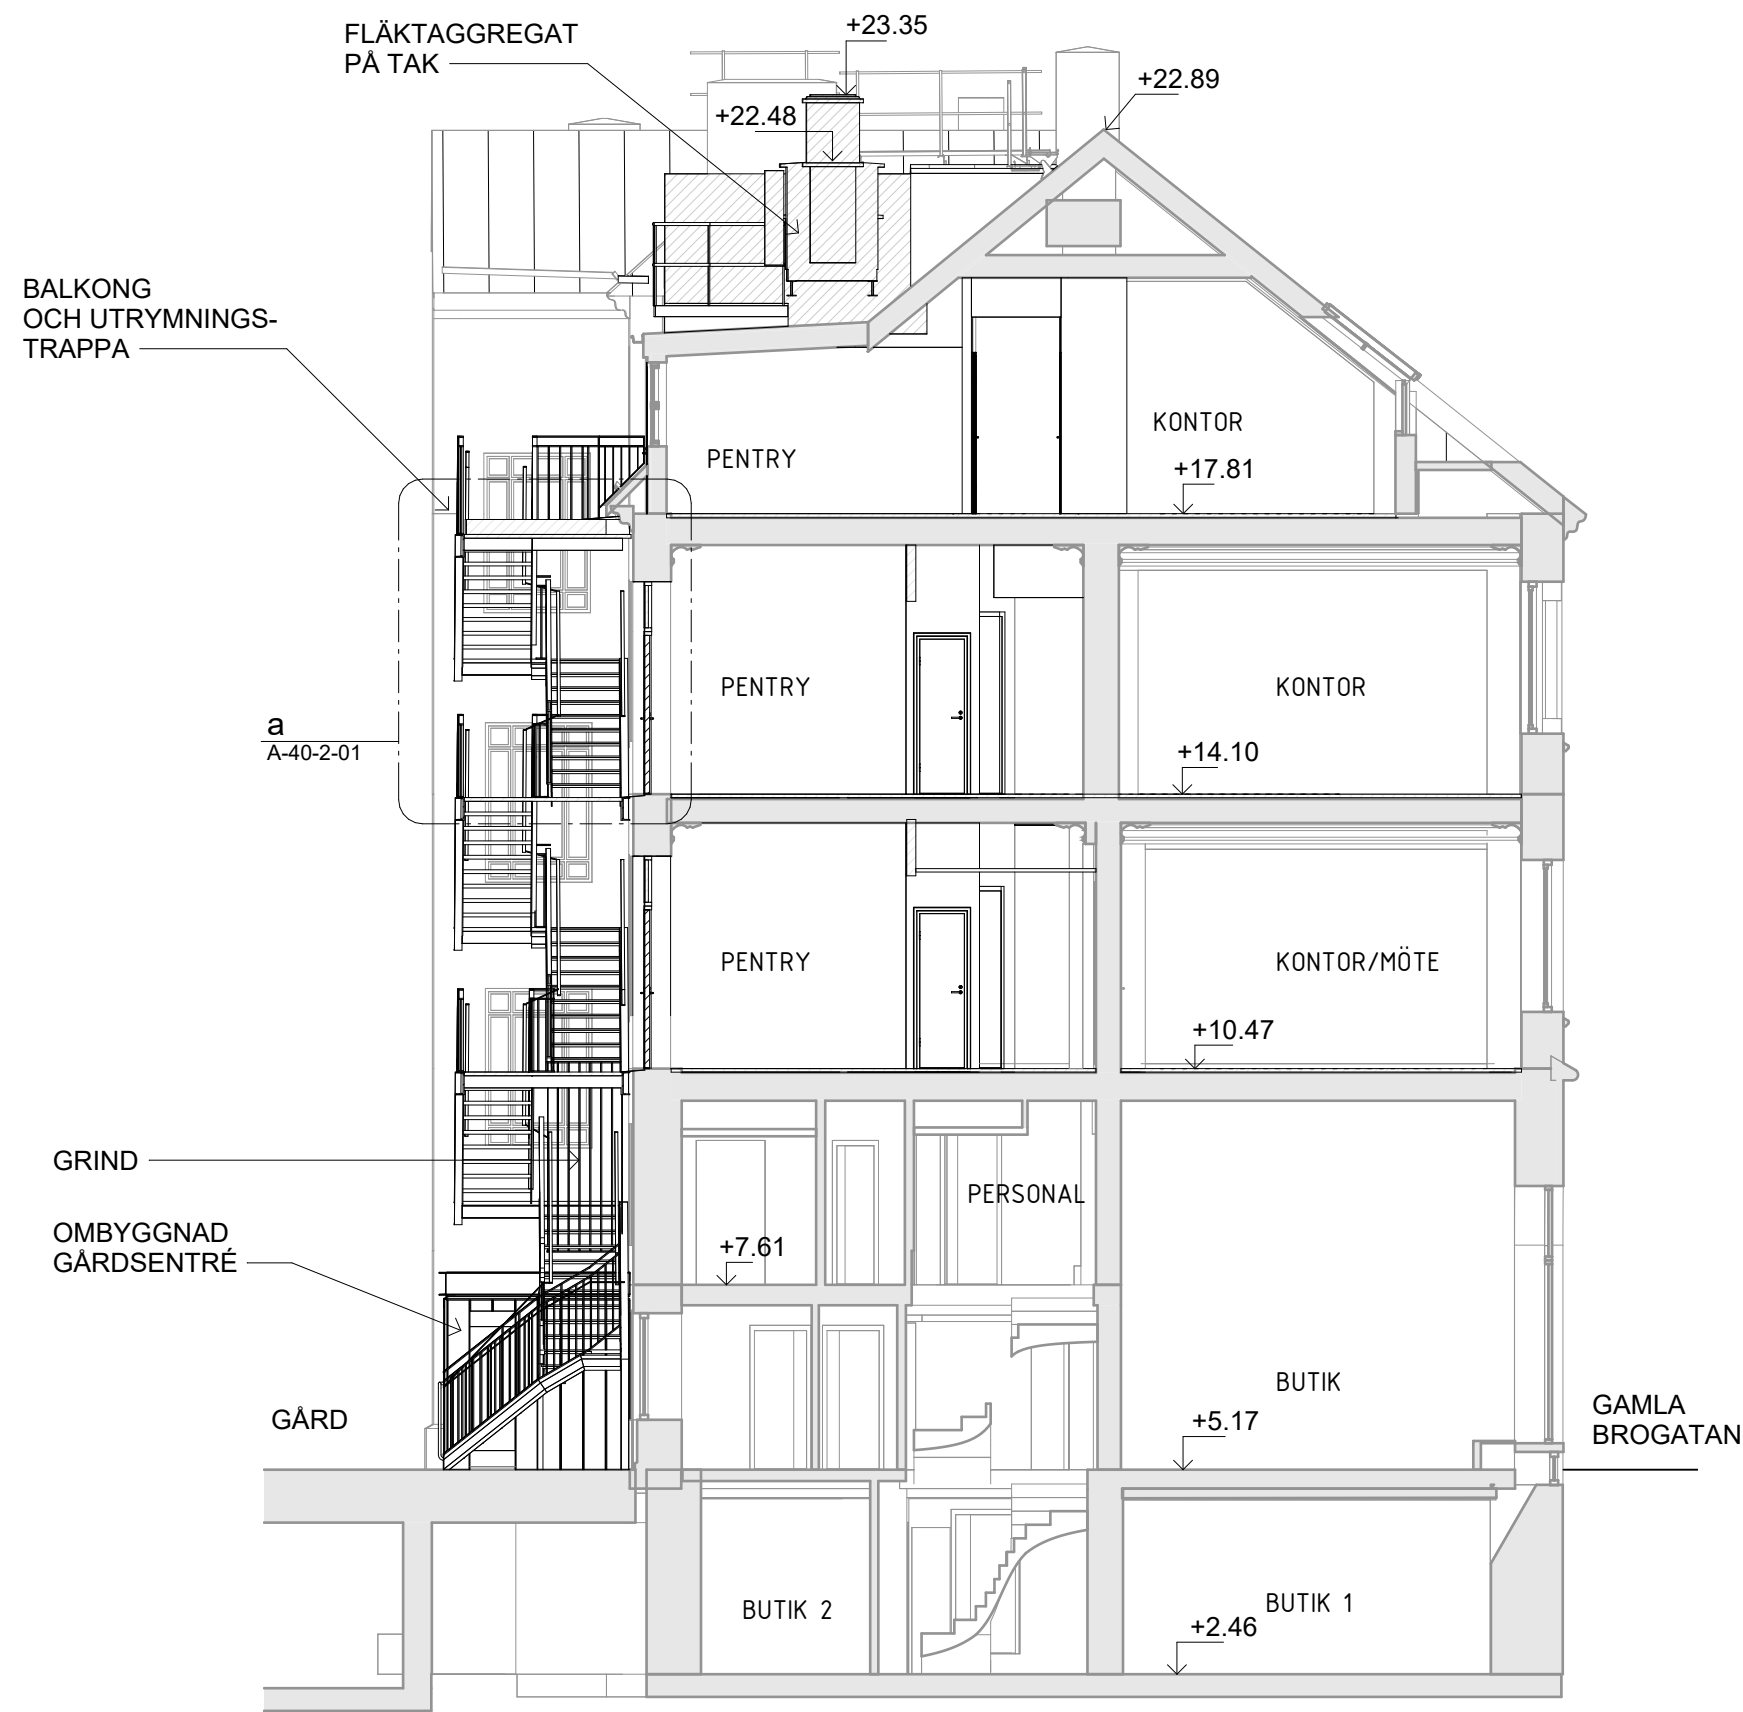 FLÄKTAGGREGAT
PÅ TAK
+23.35
+22.89
+22.48
BALKONG
OCH UTRYMNINGS-
TRAPPA
KONTOR
PENTRY
+17.81
PENTRY
KONTOR
a
A-40-2-01
+14.10
PENTRY
KONTOR/MÖTE
+10.47
GRIND
PERSONAL
OMBYGGNAD
GÅRDSENTRÉ
+7.61
BUTIK
GÅRD
+5.17
GAMLA
BROGATAN
BUTIK 2
BUTIK 1
+2.46